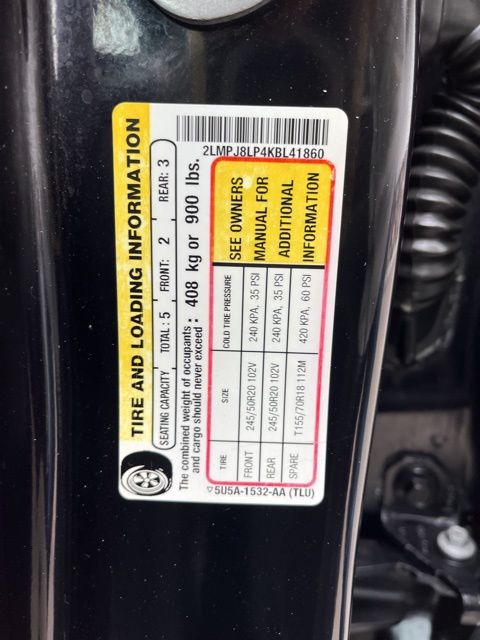 TIRE AND LOADING INFORMATION
SEATING CAPACITY TOTAL : 5 FRONT: 2 REAR: 3
The combined weight of occupants
and cargo should never exceed : 408 kg or 900 lbs.
TIRE SIZE COLD TIRE PRESSURE
FRONT 245/50R20 102V 240 KPA, 35 PSI
REAR 245/50R20 102V 240 KPA, 35 PSI
SPARE T155/70R18 112M 420 KPA, 60 PSI
SEE OWNERS
MANUAL FOR
ADDITIONAL
INFORMATION
5U5A-1532-AA (TLU)
2LMPJ8LP4KBL41860